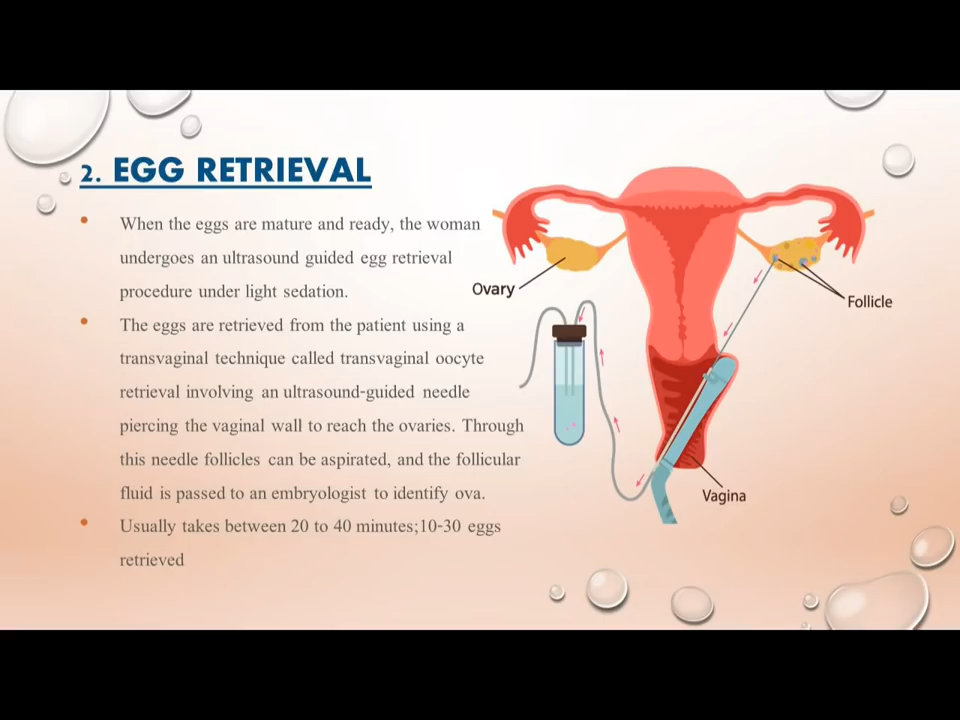 2. EGG RETRIEVAL
• When the eggs are mature and ready, the woman
undergoes an ultrasound guided egg retrieval
procedure under light sedation.
• The eggs are retrieved from the patient using a
transvaginal technique called transvaginal oocyte
retrieval involving an ultrasound-guided needle
piercing the vaginal wall to reach the ovaries. Through
this needle follicles can be aspirated, and the follicular
fluid is passed to an embryologist to identify ova.
• Usually takes between 20 to 40 minutes;10-30 eggs
retrieved
Ovary
Follicle
Vagina